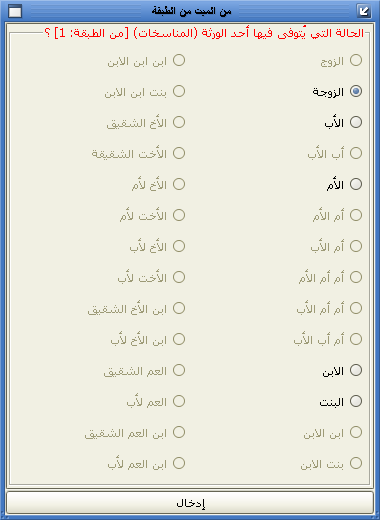 من الميت من الطبقة
الحالة التي يُتوفى فيها أحد الورثة (المناسخات) [من الطبقة: 1] ؟
الزوج
ابن ابن الابن
الزوجة
بنت ابن الابن
الأب
الأخ الشقيق
أب الأب
الأخت الشقيقة
الأم
الأخ لأم
أم الأم
الأخت لأم
أم الأب
الأخ لأب
أم أم الأم
الأخت لأب
أم أم الأب
ابن الأخ الشقيق
أم أب الأب
ابن الأخ لأب
الابن
العم الشقيق
البنت
العم لأب
ابن الابن
ابن العم الشقيق
بنت الابن
ابن العم لأب
إدخال